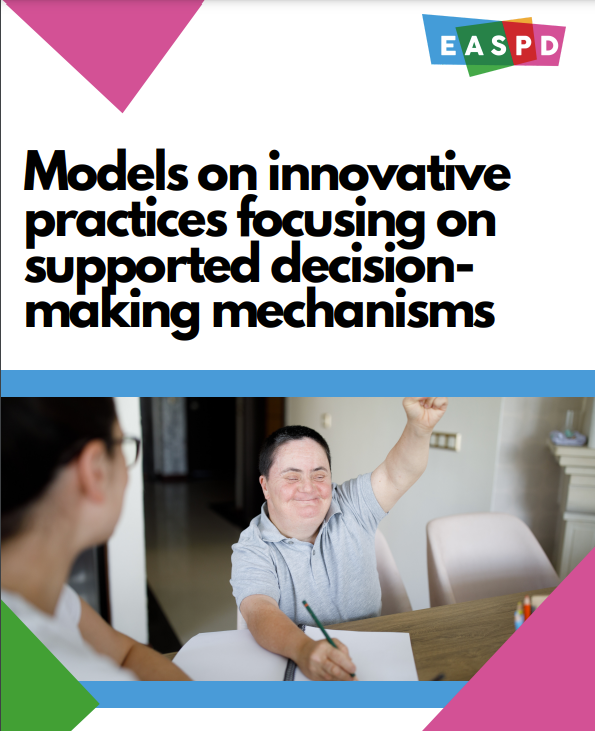 EASPD
Models on innovative
practices focusing on
supported decision-
making mechanisms